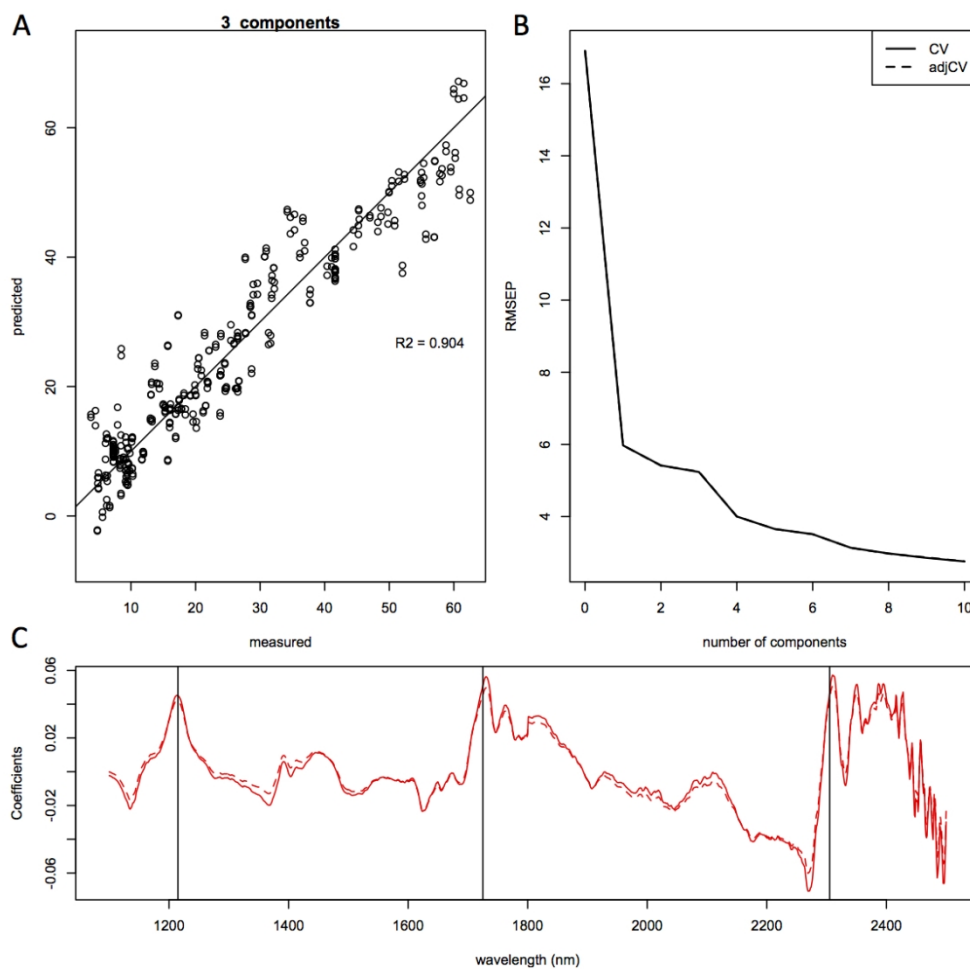 A
3 components
60
40
20
0
predicted
R2 = 0.904
10
20
30
40
50
60
measured
B
CV
adjCV
16
14
12
10
8
6
4
RMSEP
0
2
4
6
8
10
number of components
C
0.06
0.02
-0.02
-0.06
Coefficients
1200
1400
1600
1800
2000
2200
2400
wavelength (nm)